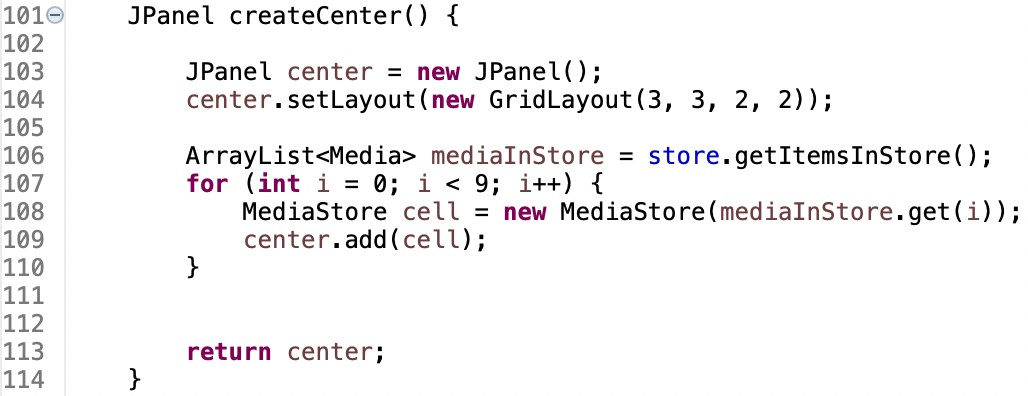 101 JPanel createCenter() {
102
103 JPanel center = new JPanel();
104 center.setLayout(new GridLayout(3, 3, 2, 2));
105
106 ArrayList<Media> mediaInStore = store.getItemsInStore();
107 for (int i = 0; i < 9; i++) {
108 MediaStore cell = new MediaStore(mediaInStore.get(i));
109 center.add(cell);
110 }
111
112
113 return center;
114 }